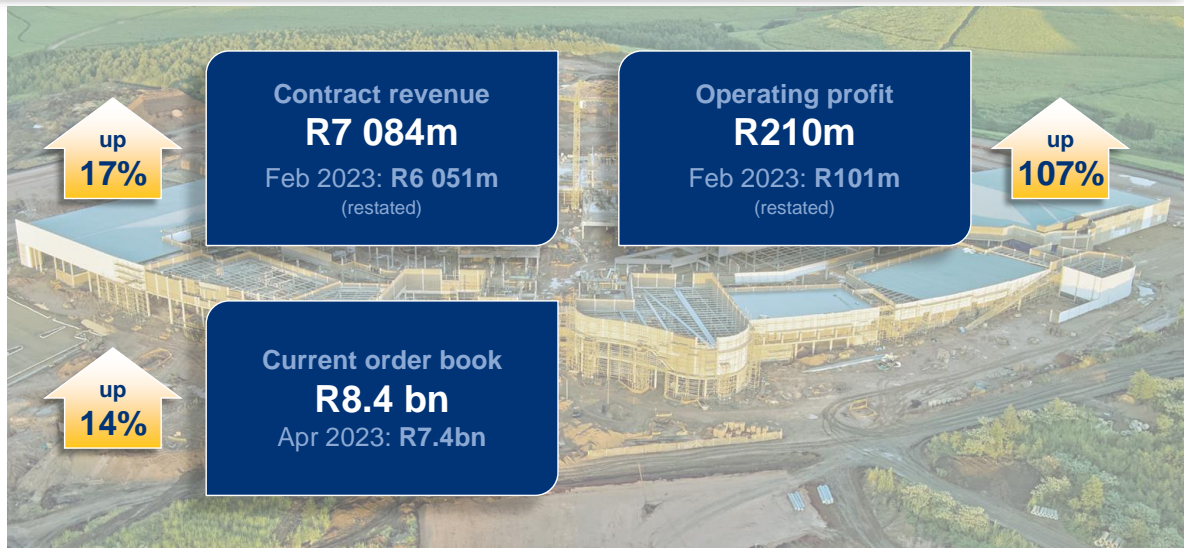 up
17%
Contract revenue
R7 084m
Feb 2023: R6 051m
(restated)
Operating profit
R210m
Feb 2023: R101m
(restated)
up
107%
up
14%
Current order book
R8.4 bn
Apr 2023: R7.4bn